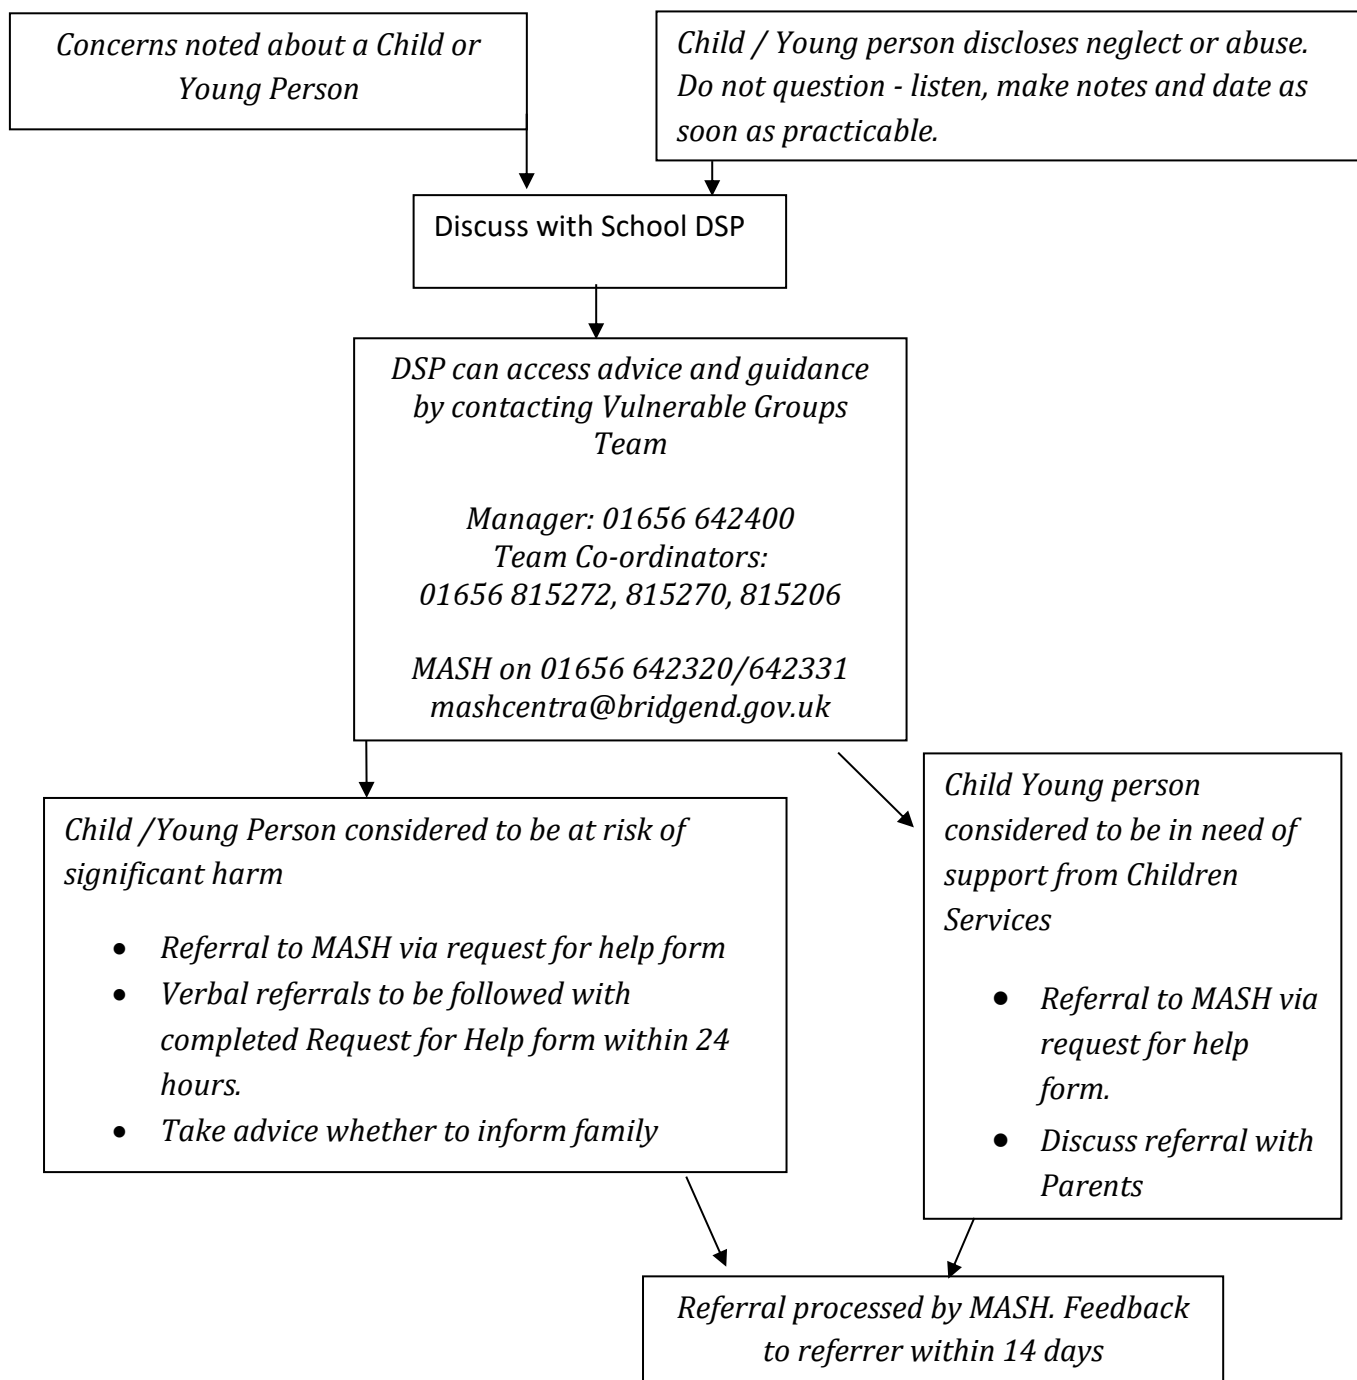 Concerns noted about a Child or
Young Person
Child / Young person discloses neglect or abuse.
Do not question - listen, make notes and date as
soon as practicable.
Discuss with School DSP
DSP can access advice and guidance
by contacting Vulnerable Groups
Team
Manager: 01656 642400
Team Co-ordinators:
01656 815272, 815270, 815206
MASH on 01656 642320/642331
mashcentra@bridgend.gov.uk
Child /Young Person considered to be at risk of
significant harm
• Referral to MASH via request for help form
• Verbal referrals to be followed with
completed Request for Help form within 24
hours.
• Take advice whether to inform family
Child Young person
considered to be in need of
support from Children
Services
• Referral to MASH via
request for help
form.
• Discuss referral with
Parents
Referral processed by MASH. Feedback
to referrer within 14 days